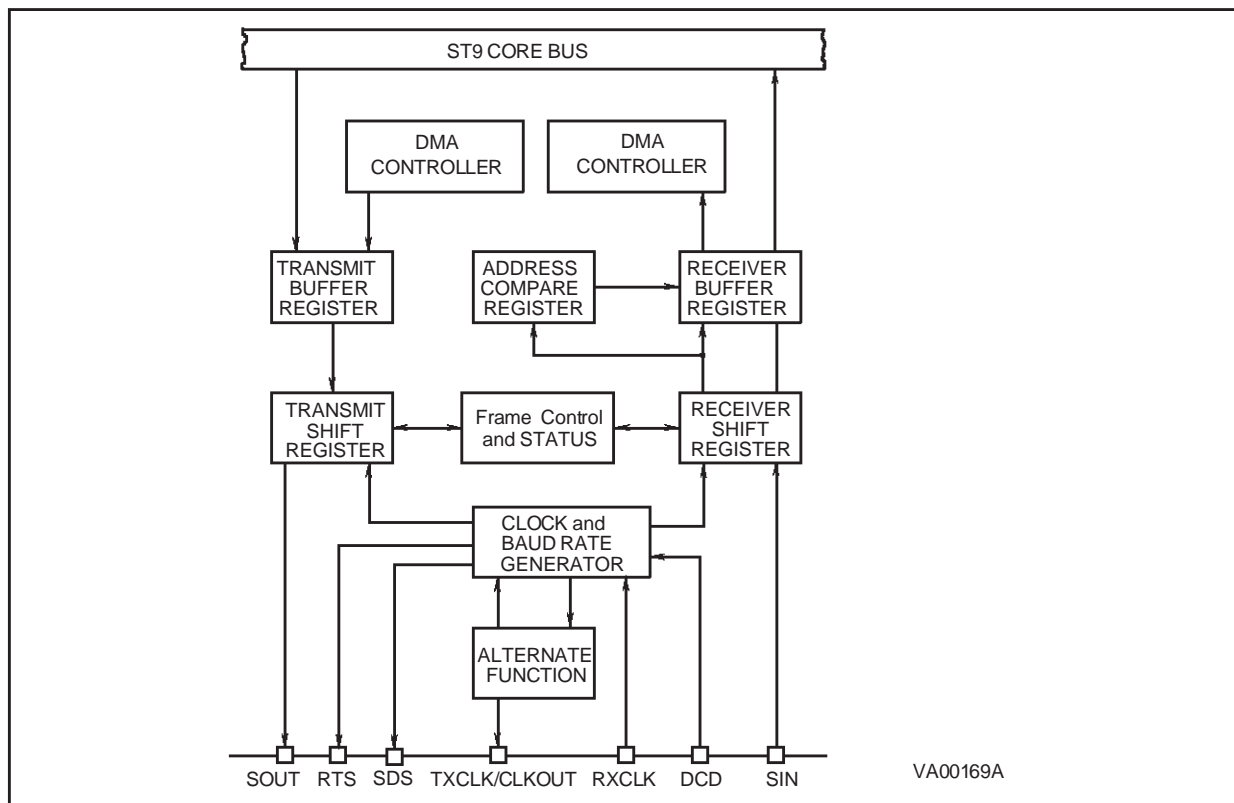 ST9 CORE BUS
DMA
CONTROLLER
DMA
CONTROLLER
TRANSMIT
BUFFER
REGISTER
ADDRESS
COMPARE
REGISTER
RECEIVER
BUFFER
REGISTER
TRANSMIT
SHIFT
REGISTER
Frame Control
and STATUS
RECEIVER
SHIFT
REGISTER
CLOCK and
BAUD RATE
GENERATOR
ALTERNATE
FUNCTION
SOUT RTS SDS TXCLK/CLKOUT RXCLK DCD SIN
VA00169A